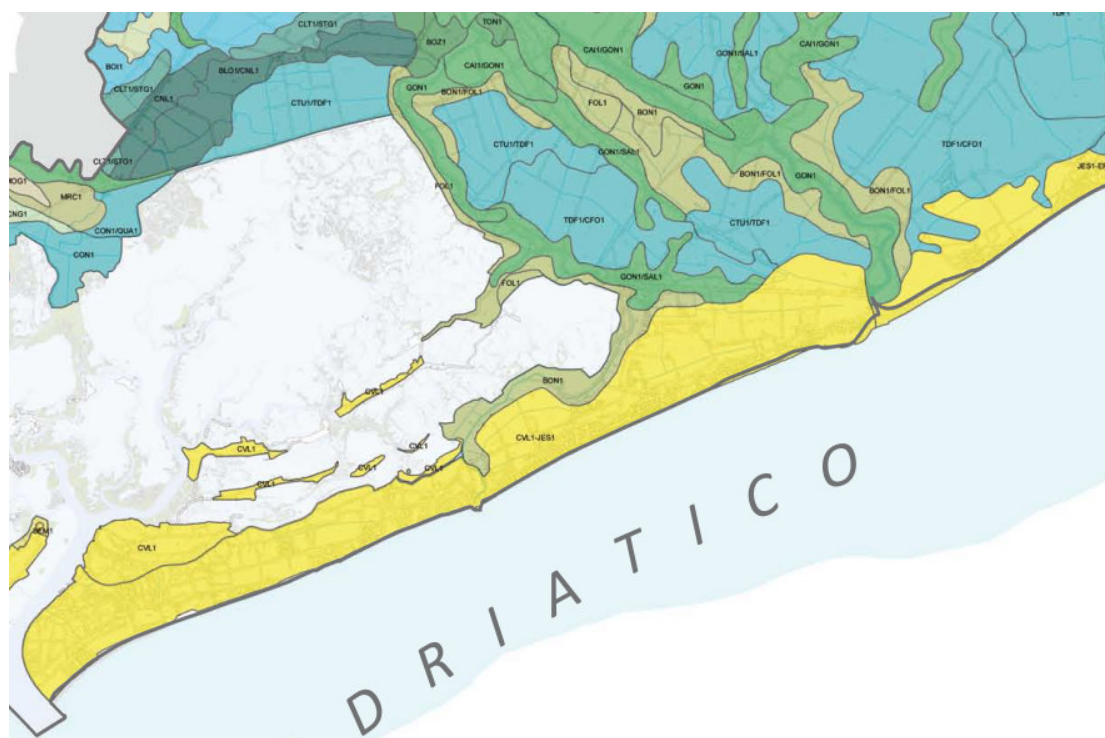 CLT1/STG1
TON1
TDF1
BOZ1
CAI1/GON1
CAI1/GON1
GON1/SAL1
BOI1
BLO1/CNL1
CAI1/GON1
GON1
CLT1/STG1
GON1
BON1/FOL1
CNL1
CTU1/TDF1
FOL1
BON1
CTU1/TDF1
TDF1/CFO1
GON1/SAL1
CLT1/STG1
BON1/FOL1
GON1
JES1-
MRC1
FOL1
BON1/FOL1
CNG1
TDF1/CFO1
CTU1/TDF1
CON1/QUA1
CON1
GON1/SAL1
FOL1
BON1
CVL1
CVL1-JES1
CVL1
CVL1
CVL1
CVL1
CVL1
CVL1
DRIATICO